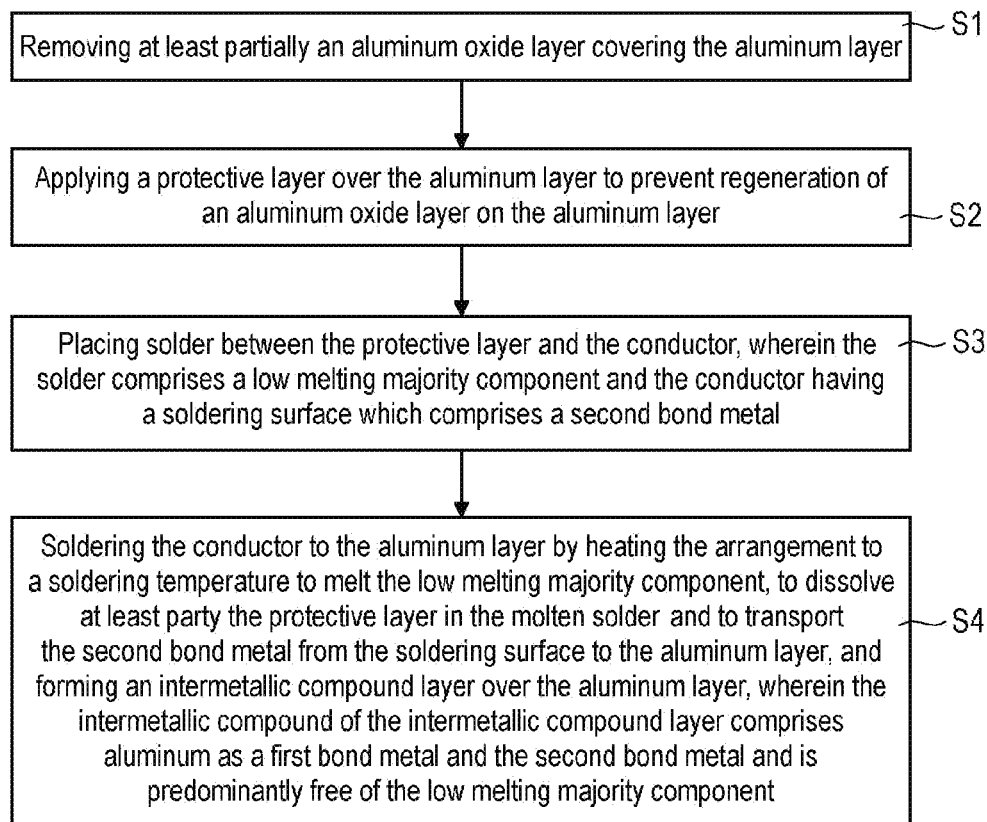 Removing at least partially an aluminum oxide layer covering the aluminum layer
S1
Applying a protective layer over the aluminum layer to prevent regeneration of
an aluminum oxide layer on the aluminum layer
S2
Placing solder between the protective layer and the conductor, wherein the
solder comprises a low melting majority component and the conductor having
a soldering surface which comprises a second bond metal
S3
Soldering the conductor to the aluminum layer by heating the arrangement to
a soldering temperature to melt the low melting majority component, to dissolve
at least party the protective layer in the molten solder and to transport
the second bond metal from the soldering surface to the aluminum layer, and
forming an intermetallic compound layer over the aluminum layer, wherein the
intermetallic compound of the intermetallic compound layer comprises
aluminum as a first bond metal and the second bond metal and is
predominantly free of the low melting majority component
S4